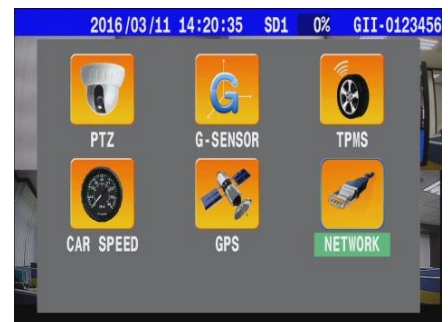 2016/03/11 14:20:35 SD1 0% GII-0123456
PTZ G-SENSOR TPMS
CAR SPEED GPS NETWORK